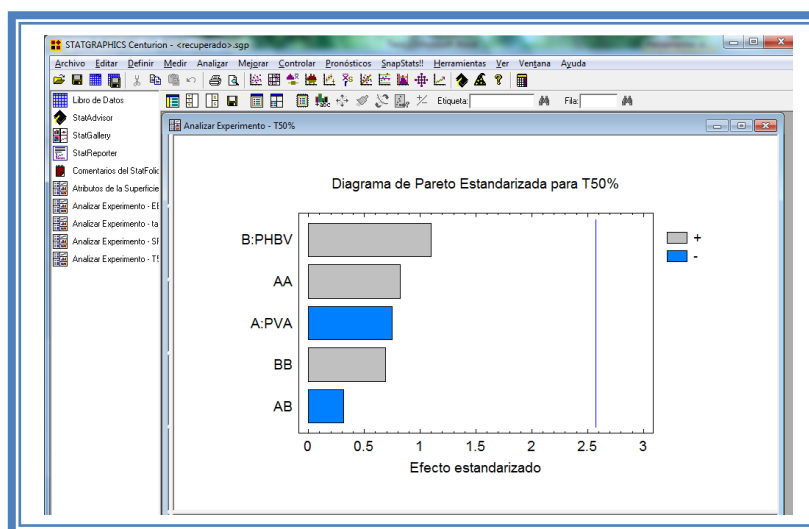 STATGRAPHICS Centurion - <recuperado>.sgp
Archivo Editar Definir Medir Analizar Mejorar Controlar Pronósticos SnapStats!! Herramientas Ver Ventana Ayuda
Etiqueta: Fila:
Libro de Datos
StatAdvisor
StatGallery
StatReporter
Comentarios del StatFolio
Atributos de la Superficie
Analizar Experimento - EE
Analizar Experimento - ta
Analizar Experimento - SF
Analizar Experimento - T5
Analizar Experimento - T50%
Diagrama de Pareto Estandarizada para T50%
B:PHBV
AA
A:PVA
BB
AB
+
-
0 0.5 1 1.5 2 2.5 3
Efecto estandarizado